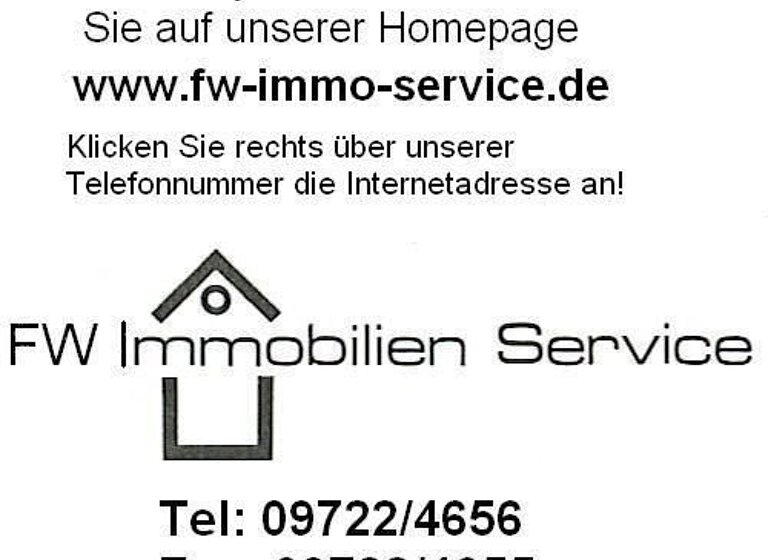 Sie auf unserer Homepage
www.fw-immo-service.de
Klicken Sie rechts über unserer
Telefonnummer die Internetadresse an!
FW Immobilien Service
Tel: 09722/4656